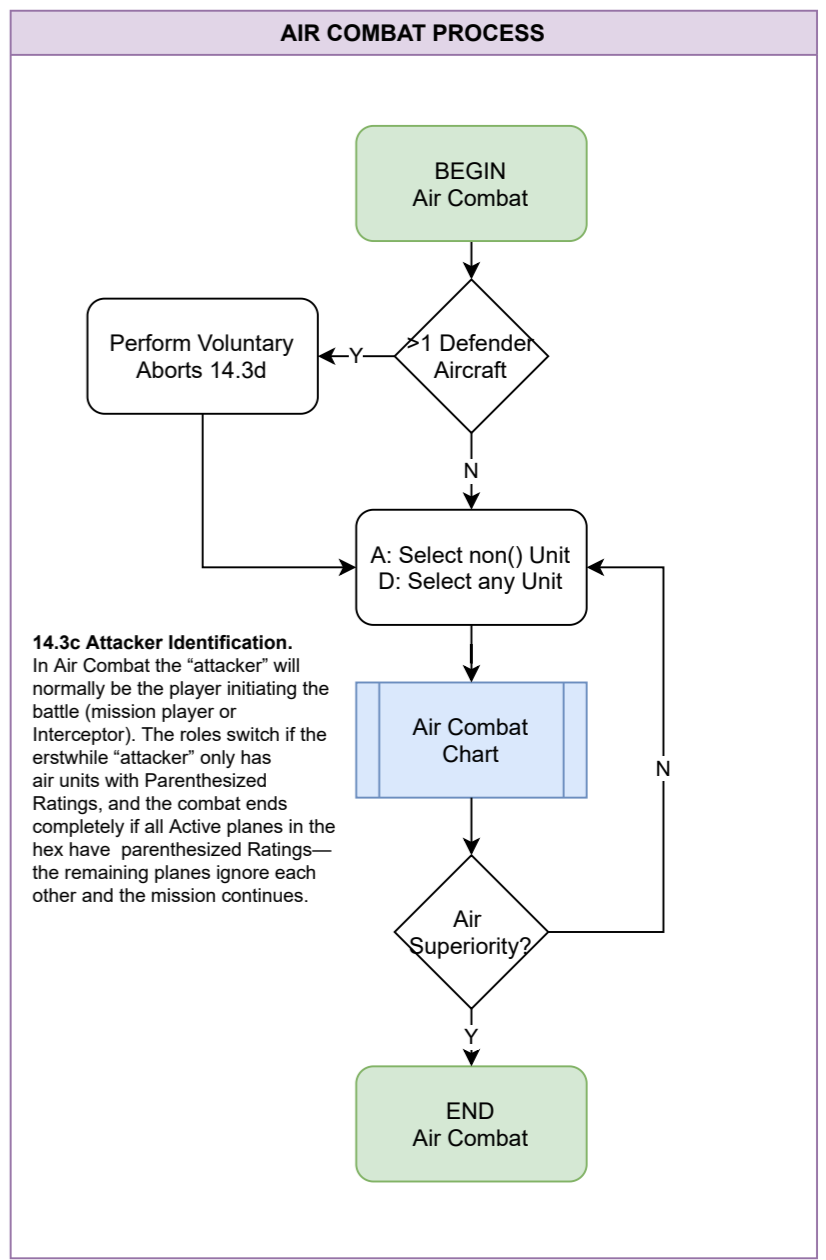 AIR COMBAT PROCESS
BEGIN
Air Combat
>1 Defender
Aircraft
Y
Perform Voluntary
Aborts 14.3d
N
A: Select non() Unit
D: Select any Unit
14.3c Attacker Identification.
In Air Combat the “attacker” will
normally be the player initiating the
battle (mission player or
Interceptor). The roles switch if the
erstwhile “attacker” only has
air units with Parenthesized
Ratings, and the combat ends
completely if all Active planes in the
hex have  parenthesized Ratings—
the remaining planes ignore each
other and the mission continues.
Air Combat
Chart
N
Air
Superiority?
Y
END
Air Combat